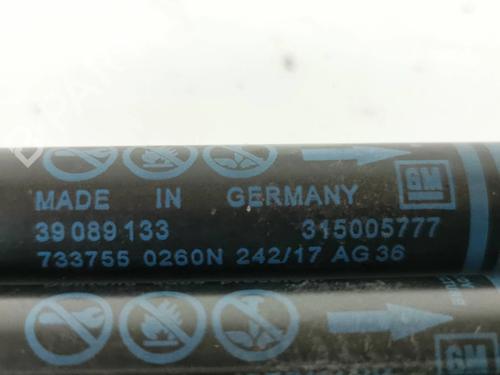 GM
MADE IN GERMANY
39 089 133 315005777
733755 0260N 242/17 AG 36
GM